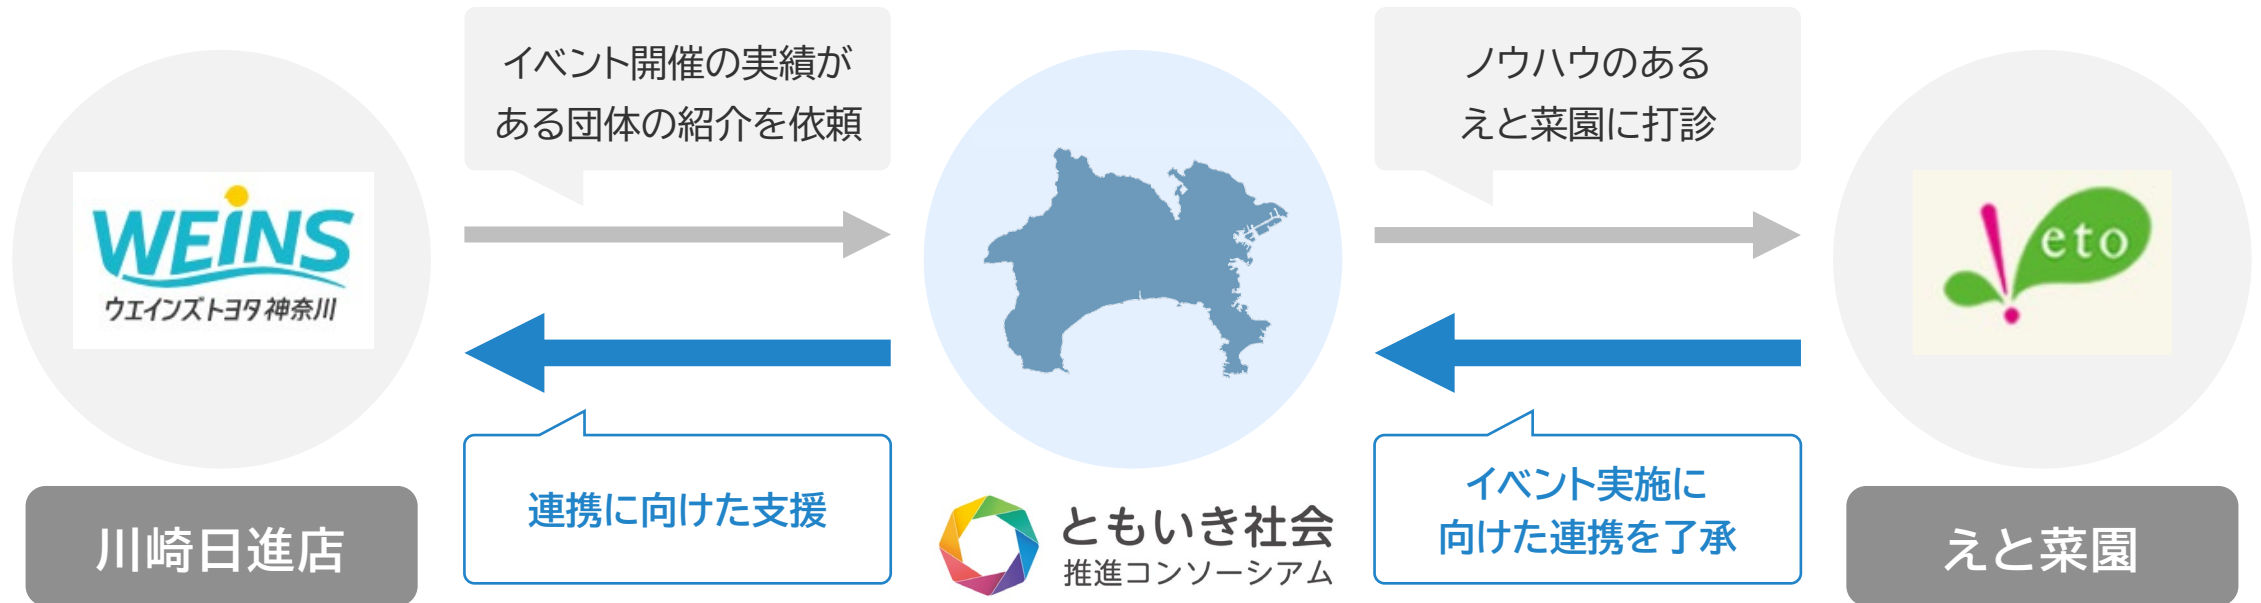 イベント開催の実績が
ある団体の紹介を依頼
ノウハウのある
えと菜園に打診
WEINS
ウエインズトヨタ神奈川
eto
連携に向けた支援
イベント実施に
向けた連携を了承
川崎日進店
ともいき社会
推進コンソーシアム
えと菜園